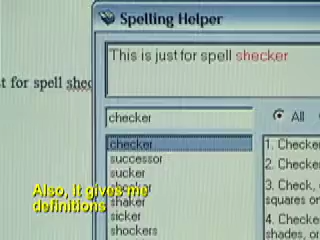 Spelling Helper
This is just for spell shecker
t for spell shec
checker
All
checker
successor
sucker
shaker
sicker
shockers
1. Checker
2. Checke
3. Check,
squares or
4. Checke
shades, or
Also, it gives me
definitions